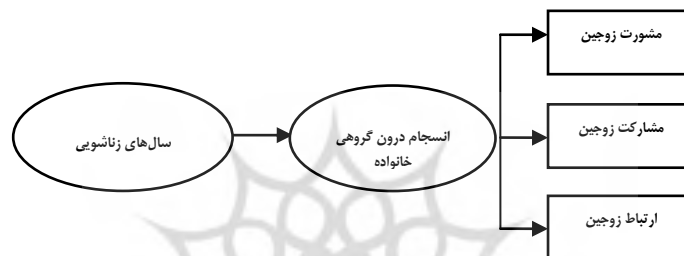 مشورت زوجین
سال‌های زناشویی
انسجام درون گروهی
خانواده
مشارکت زوجین
ارتباط زوجین